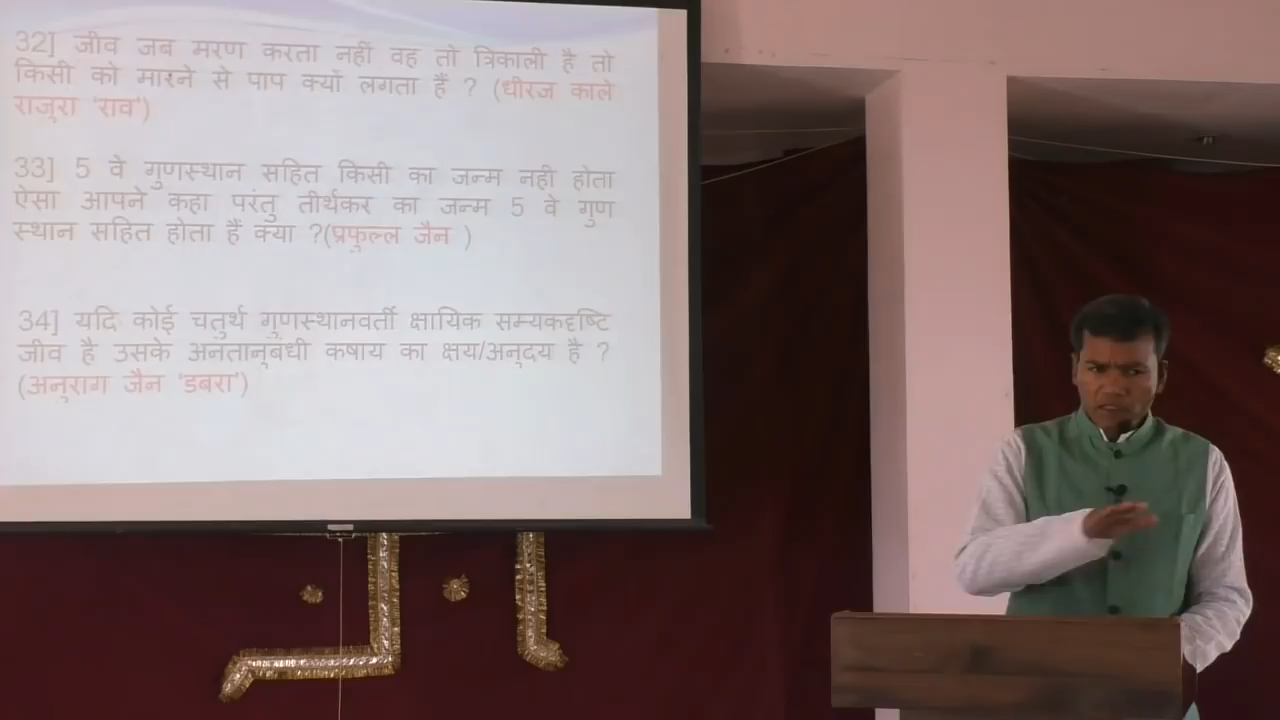 32] जीव जब मरण करता नहीं वह तो त्रिकाली है तो
किसी को मारने से पाप क्यों लगता हैं ? (धीरज काले
राजुरा 'राव')
33] 5 वे गुणस्थान सहित किसी का जन्म नही होता
ऐसा आपने कहा परंतु तीर्थकर का जन्म 5 वे गुण
स्थान सहित होता हैं क्या ?(प्रफुल्ल जैन )
34] यदि कोई चतुर्थ गुणस्थानवर्ती क्षायिक सम्यकदृष्टि
जीव है उसके अनंतानुबंधी कषाय का क्षय/अनुदय है ?
(अनुराग जैन 'डबरा')